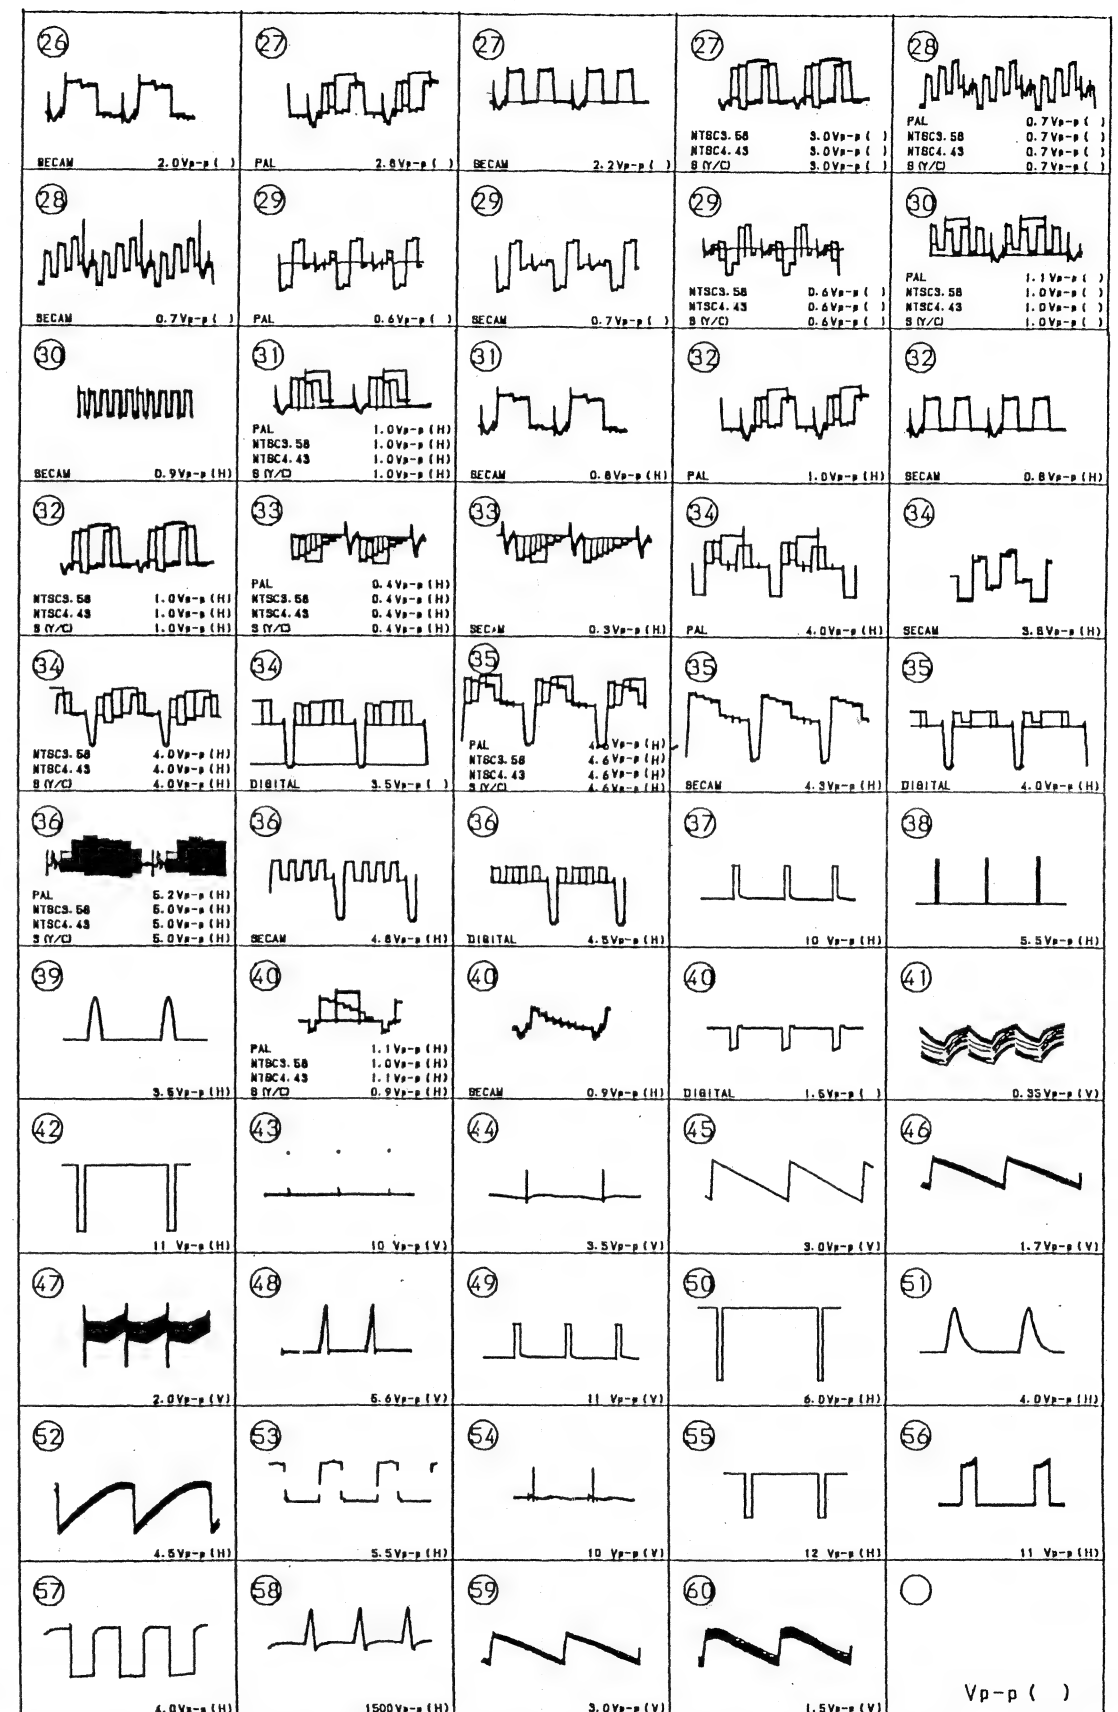 26
SECAM 2.0Vp-p ( )
27
PAL 2.8Vp-p ( )
27
SECAM 2.2Vp-p ( )
27
NTSC3.58 3.0Vp-p ( )
NTSC4.43 3.0Vp-p ( )
S (Y/C) 3.0Vp-p ( )
28
PAL 0.7Vp-p ( )
NTSC3.58 0.7Vp-p ( )
NTSC4.43 0.7Vp-p ( )
S (Y/C) 0.7Vp-p ( )
28
SECAM 0.7Vp-p ( )
29
PAL 0.6Vp-p ( )
29
SECAM 0.7Vp-p ( )
29
NTSC3.58 0.6Vp-p ( )
NTSC4.43 0.6Vp-p ( )
S (Y/C) 0.6Vp-p ( )
30
PAL 1.1Vp-p ( )
NTSC3.58 1.0Vp-p ( )
NTSC4.43 1.0Vp-p ( )
S (Y/C) 1.0Vp-p ( )
30
SECAM 0.9Vp-p (H)
31
PAL 1.0Vp-p (H)
NTSC3.58 1.0Vp-p (H)
NTSC4.43 1.0Vp-p (H)
S (Y/C) 1.0Vp-p (H)
31
SECAM 0.8Vp-p (H)
32
PAL 1.0Vp-p (H)
32
SECAM 0.8Vp-p (H)
32
NTSC3.58 1.0Vp-p (H)
NTSC4.43 1.0Vp-p (H)
S (Y/C) 1.0Vp-p (H)
33
PAL 0.4Vp-p (H)
NTSC3.58 0.4Vp-p (H)
NTSC4.43 0.4Vp-p (H)
S (Y/C) 0.4Vp-p (H)
33
SECAM 0.3Vp-p (H)
34
PAL 4.0Vp-p (H)
34
SECAM 3.8Vp-p (H)
34
NTSC3.58 4.0Vp-p (H)
NTSC4.43 4.0Vp-p (H)
S (Y/C) 4.0Vp-p (H)
34
DIGITAL 3.5Vp-p ( )
35
PAL 4.6Vp-p (H)
NTSC3.58 4.6Vp-p (H)
NTSC4.43 4.6Vp-p (H)
S (Y/C) 4.6Vp-p (H)
35
SECAM 4.3Vp-p (H)
35
DIGITAL 4.0Vp-p (H)
36
PAL 5.2Vp-p (H)
NTSC3.58 5.0Vp-p (H)
NTSC4.43 5.0Vp-p (H)
S (Y/C) 5.0Vp-p (H)
36
SECAM 4.8Vp-p (H)
36
DIGITAL 4.5Vp-p (H)
37
10 Vp-p (H)
38
5.5Vp-p (H)
39
3.5Vp-p (H)
40
PAL 1.1Vp-p (H)
NTSC3.58 1.0Vp-p (H)
NTSC4.43 1.1Vp-p (H)
S (Y/C) 0.9Vp-p (H)
40
SECAM 0.9Vp-p (H)
40
DIGITAL 1.5Vp-p ( )
41
0.35Vp-p (V)
42
11 Vp-p (H)
43
10 Vp-p (V)
44
3.5Vp-p (V)
45
3.0Vp-p (V)
46
1.7Vp-p (V)
47
2.0Vp-p (V)
48
5.6Vp-p (V)
49
11 Vp-p (V)
50
6.0Vp-p (H)
51
4.0Vp-p (H)
52
4.5Vp-p (H)
53
5.5Vp-p (H)
54
10 Vp-p (V)
55
12 Vp-p (H)
56
11 Vp-p (H)
57
4.0Vp-p (H)
58
1500Vp-p (H)
59
3.0Vp-p (V)
60
1.5Vp-p (V)
Vp-p ( )